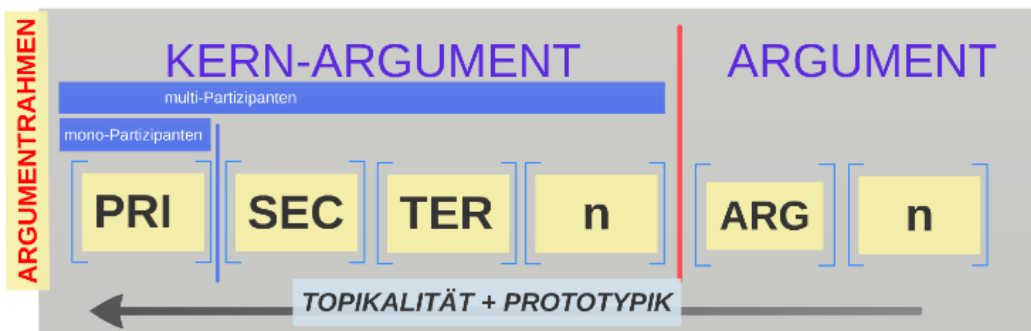 ARGUMENTRAHMEN
KERN-ARGUMENT
ARGUMENT
multi-Partizipanten
mono-Partizipanten
[PRI] [SEC] [TER] [n] [ARG] [n]
TOPIKALITÄT + PROTOTYPIK